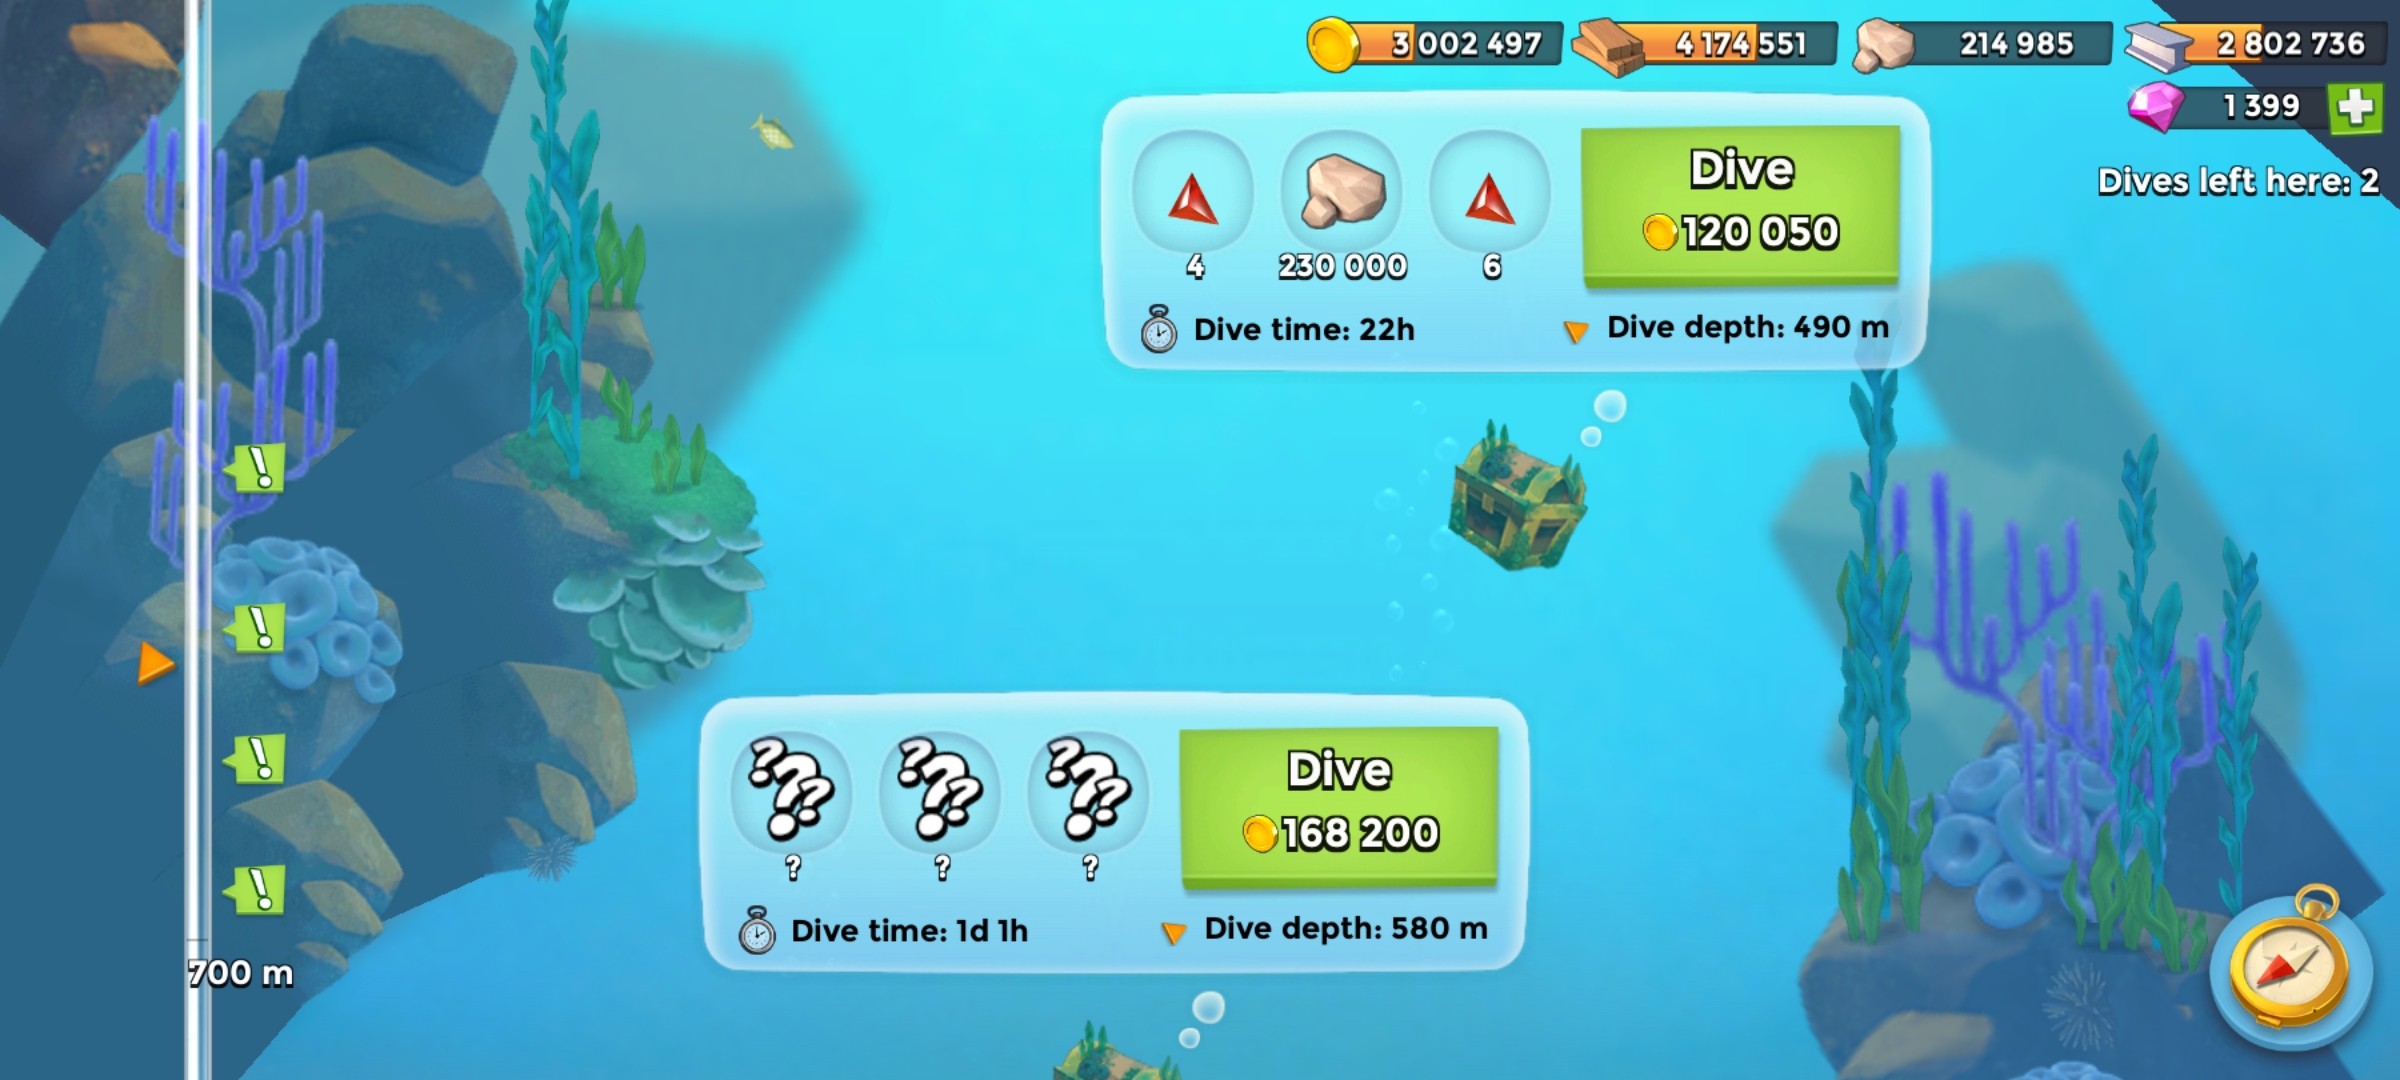 3 002 497
4 174 551
214 985
2 802 736
1 399
Dives left here: 2
4
230 000
6
Dive
120 050
Dive time: 22h
Dive depth: 490 m
!
!
!
!
700 m
???
???
???
?
?
?
Dive
168 200
Dive time: 1d 1h
Dive depth: 580 m